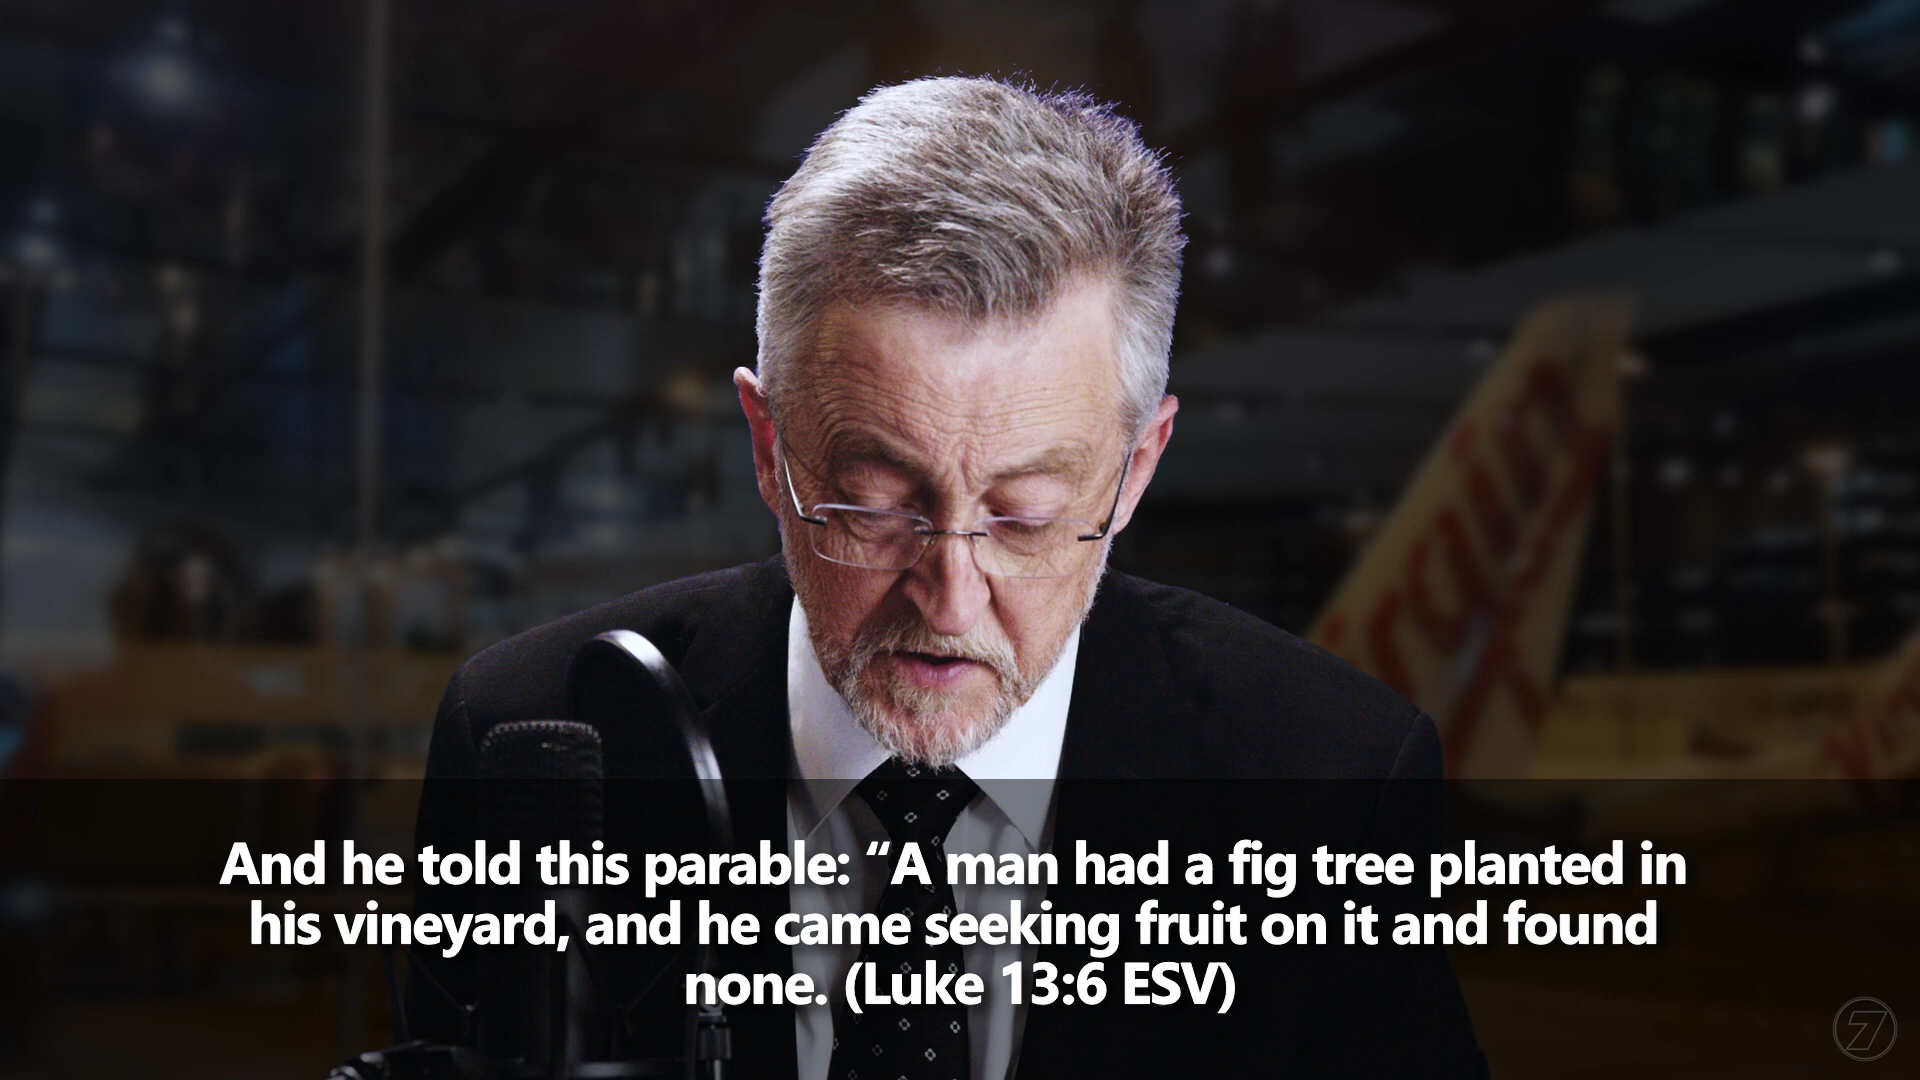 And he told this parable: “A man had a fig tree planted in
his vineyard, and he came seeking fruit on it and found
none. (Luke 13:6 ESV)